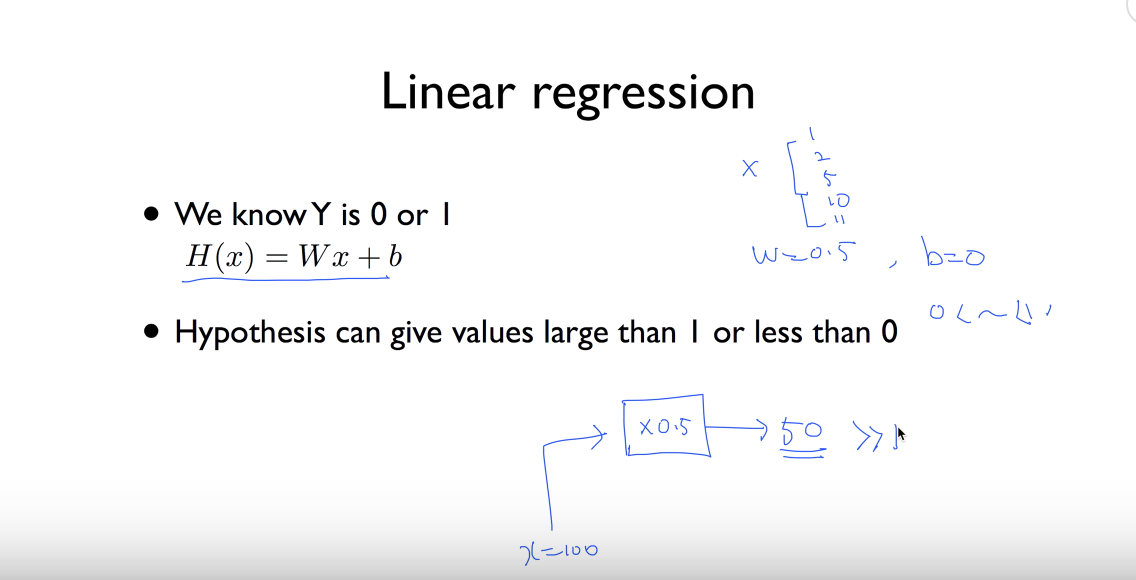 Linear regression
x
1
2
5
10
11
• We know Y is 0 or 1
H(x) = Wx + b
w=0.5 , b=0
0 < ~ < 1
• Hypothesis can give values large than 1 or less than 0
x0.5
50 >> 1
x=100